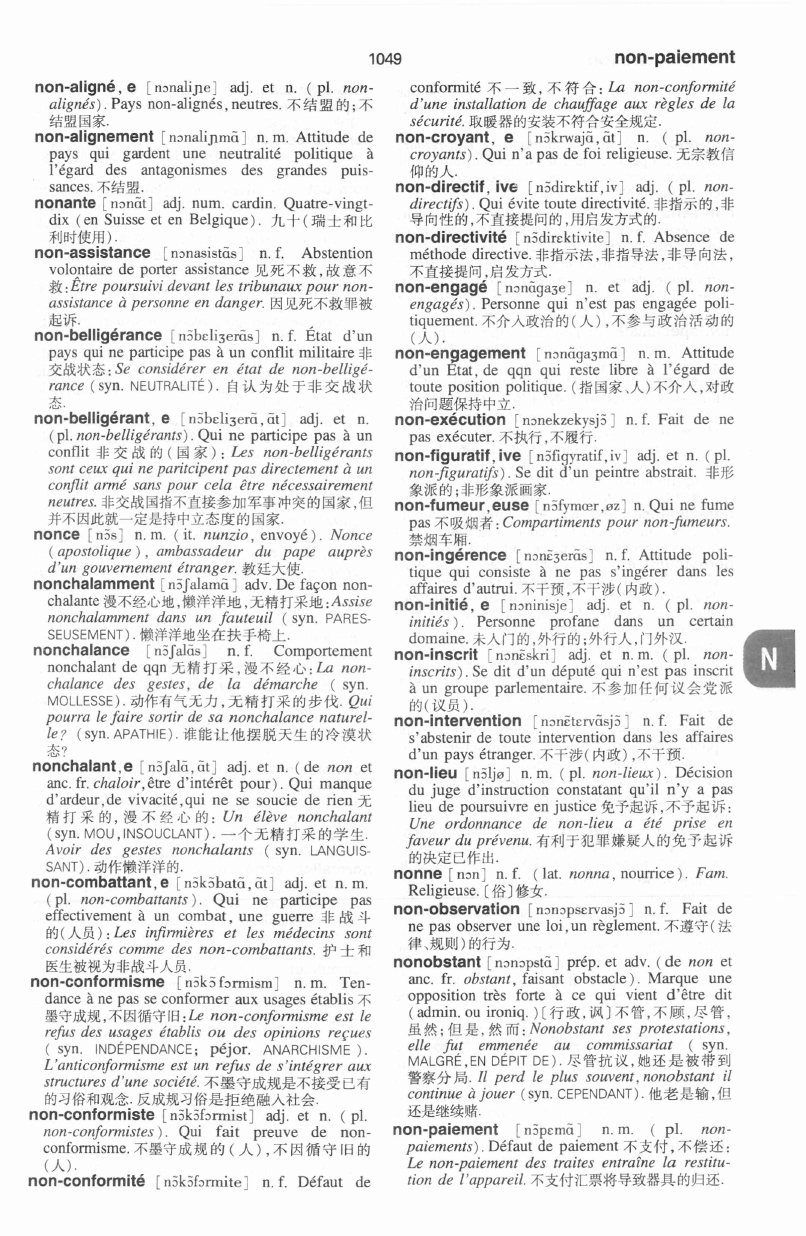 1049
non-paiement
non-aligné, e [nɔnaliɲe] adj. et n. ( pl. non-
alignés). Pays non-alignés, neutres. 不结盟的;不
结盟国家.
non-alignement [nɔnaliɲmɑ̃] n. m. Attitude de
pays qui gardent une neutralité politique à
l'égard des antagonismes des grandes puis-
sances. 不结盟.
nonante [nɔnɑ̃t] adj. num. cardin. Quatre-vingt-
dix (en Suisse et en Belgique). 九十(瑞士和比
利时使用).
non-assistance [nɔnasistɑ̃s] n. f. Abstention
volontaire de porter assistance 见死不救,故意不
救:Être poursuivi devant les tribunaux pour non-
assistance à personne en danger. 因见死不救罪被
起诉.
non-belligérance [nɔ̃bɛliʒerɑ̃s] n. f. État d'un
pays qui ne participe pas à un conflit militaire 非
交战状态:Se considérer en état de non-belligé-
rance (syn. NEUTRALITÉ). 自认为处于非交战状
态.
non-belligérant, e [nɔ̃bɛliʒerɑ̃,ɑ̃t] adj. et n.
(pl. non-belligérants). Qui ne participe pas à un
conflit 非交战的(国家): Les non-belligérants
sont ceux qui ne paritcipent pas directement à un
conflit armé sans pour cela être nécessairement
neutres. 非交战国指不直接参加军事冲突的国家,但
并不因此就一定是持中立态度的国家.
nonce [nɔ̃s] n. m. (it. nunzio, envoyé). Nonce
(apostolique), ambassadeur du pape auprès
d'un gouvernement étranger. 教廷大使.
nonchalamment [nɔ̃ʃalamɑ̃] adv. De façon non-
chalante 漫不经心地,懒洋洋地,无精打采地:Assise
nonchalamment dans un fauteuil (syn. PARES-
SEUSEMENT). 懒洋洋地坐在扶手椅上.
nonchalance [nɔ̃ʃalɑ̃s] n. f. Comportement
nonchalant de qqn 无精打采,漫不经心:La non-
chalance des gestes, de la démarche ( syn.
MOLLESSE). 动作有气无力,无精打采的步伐. Qui
pourra le faire sortir de sa nonchalance naturel-
le? (syn. APATHIE). 谁能让他摆脱天生的冷漠状
态?
nonchalant,e [nɔ̃ʃalɑ̃,ɑ̃t] adj. et n. (de non et
anc. fr. chaloir,être d'intérêt pour). Qui manque
d'ardeur,de vivacité,qui ne se soucie de rien 无
精打采的,漫不经心的: Un élève nonchalant
(syn. MOU,INSOUCLANT). 一个无精打采的学生.
Avoir des gestes nonchalants ( syn. LANGUIS-
SANT). 动作懒洋洋的.
non-combattant,e [nɔ̃kɔ̃batɑ̃,ɑ̃t] adj. et n. m.
(pl. non-combattants). Qui ne participe pas
effectivement à un combat, une guerre 非战斗
的(人员):Les infirmières et les médecins sont
considérés comme des non-combattants. 护士和
医生被视为非战斗人员.
non-conformisme [nɔ̃kɔ̃fɔrmism] n. m. Ten-
dance à ne pas se conformer aux usages établis 不
墨守成规,不因循守旧:Le non-conformisme est le
refus des usages établis ou des opinions reçues
( syn. INDÉPENDANCE; péjor. ANARCHISME ).
L'anticonformisme est un refus de s'intégrer aux
structures d'une société. 不墨守成规是不接受已有
的习俗和观念. 反成规习俗是拒绝融入社会.
non-conformiste [nɔ̃kɔ̃fɔrmist] adj. et n. ( pl.
non-conformistes). Qui fait preuve de non-
conformisme. 不墨守成规的(人),不因循守旧的
(人).
non-conformité [nɔ̃kɔ̃fɔrmite] n. f. Défaut de
conformité 不一致,不符合: La non-conformité
d'une installation de chauffage aux règles de la
sécurité. 取暖器的安装不符合安全规定.
non-croyant, e [nɔ̃krwajɑ̃,ɑ̃t] n. ( pl. non-
croyants). Qui n'a pas de foi religieuse. 无宗教信
仰的人.
non-directif, ive [nɔ̃dirɛktif,iv] adj. ( pl. non-
directifs). Qui évite toute directivité. 非指示的,非
导向性的,不直接提问的,用启发方式的.
non-directivité [nɔ̃dirɛktivite] n. f. Absence de
méthode directive. 非指示法,非指导法,非导向法,
不直接提问,启发方式.
non-engagé [nɔnɑ̃gaʒe] n. et adj. ( pl. non-
engagés). Personne qui n'est pas engagée poli-
tiquement. 不介入政治的(人),不参与政治活动的
(人).
non-engagement [nɔnɑ̃gaʒmɑ̃] n. m. Attitude
d'un État, de qqn qui reste libre à l'égard de
toute position politique. (指国家、人)不介入,对政
治问题保持中立.
non-exécution [nɔnekzekysjɔ̃] n. f. Fait de ne
pas exécuter. 不执行,不履行.
non-figuratif, ive [nɔ̃figyratif,iv] adj. et n. ( pl.
non-figuratifs). Se dit d'un peintre abstrait. 非形
象派的;非形象派画家.
non-fumeur, euse [nɔ̃fymœr,øz] n. Qui ne fume
pas 不吸烟者: Compartiments pour non-fumeurs.
禁烟车厢.
non-ingérence [nɔnɛ̃ʒerɑ̃s] n. f. Attitude poli-
tique qui consiste à ne pas s'ingérer dans les
affaires d'autrui. 不干预,不干涉(内政).
non-initié, e [nɔninisje] adj. et n. ( pl. non-
initiés ). Personne profane dans un certain
domaine. 未入门的,外行的;外行人,门外汉.
non-inscrit [nɔnɛ̃skri] adj. et n. m. ( pl. non-
inscrits). Se dit d'un député qui n'est pas inscrit
à un groupe parlementaire. 不参加任何议会党派
的(议员).
non-intervention [nɔnɛ̃tɛrvɑ̃sjɔ̃] n. f. Fait de
s'abstenir de toute intervention dans les affaires
d'un pays étranger. 不干涉(内政),不干预.
non-lieu [nɔ̃ljø] n. m. ( pl. non-lieux). Décision
du juge d'instruction constatant qu'il n'y a pas
lieu de poursuivre en justice 免予起诉,不予起诉:
Une ordonnance de non-lieu a été prise en
faveur du prévenu. 有利于犯罪嫌疑人的免予起诉
的决定已作出.
nonne [nɔn] n. f. (lat. nonna, nourrice). Fam.
Religieuse. [俗]修女.
non-observation [nɔnɔpsɛrvasjɔ̃] n. f. Fait de
ne pas observer une loi,un règlement. 不遵守(法
律、规则)的行为.
nonobstant [nɔnɔpstɑ̃] prép. et adv. (de non et
anc. fr. obstant, faisant obstacle). Marque une
opposition très forte à ce qui vient d'être dit
(admin. ou ironiq.)[行政,讽]不管,不顾,尽管,
虽然;但是,然而:Nonobstant ses protestations,
elle fut emmenée au commissariat ( syn.
MALGRÉ,EN DÉPIT DE). 尽管抗议,她还是被带到
警察分局. Il perd le plus souvent, nonobstant il
continue à jouer (syn. CEPENDANT). 他老是输,但
还是继续赌.
non-paiement [nɔ̃pɛmɑ̃] n. m. ( pl. non-
paiements). Défaut de paiement 不支付,不偿还:
Le non-paiement des traites entraîne la restitu-
tion de l'appareil. 不支付汇票将导致器具的归还.
N